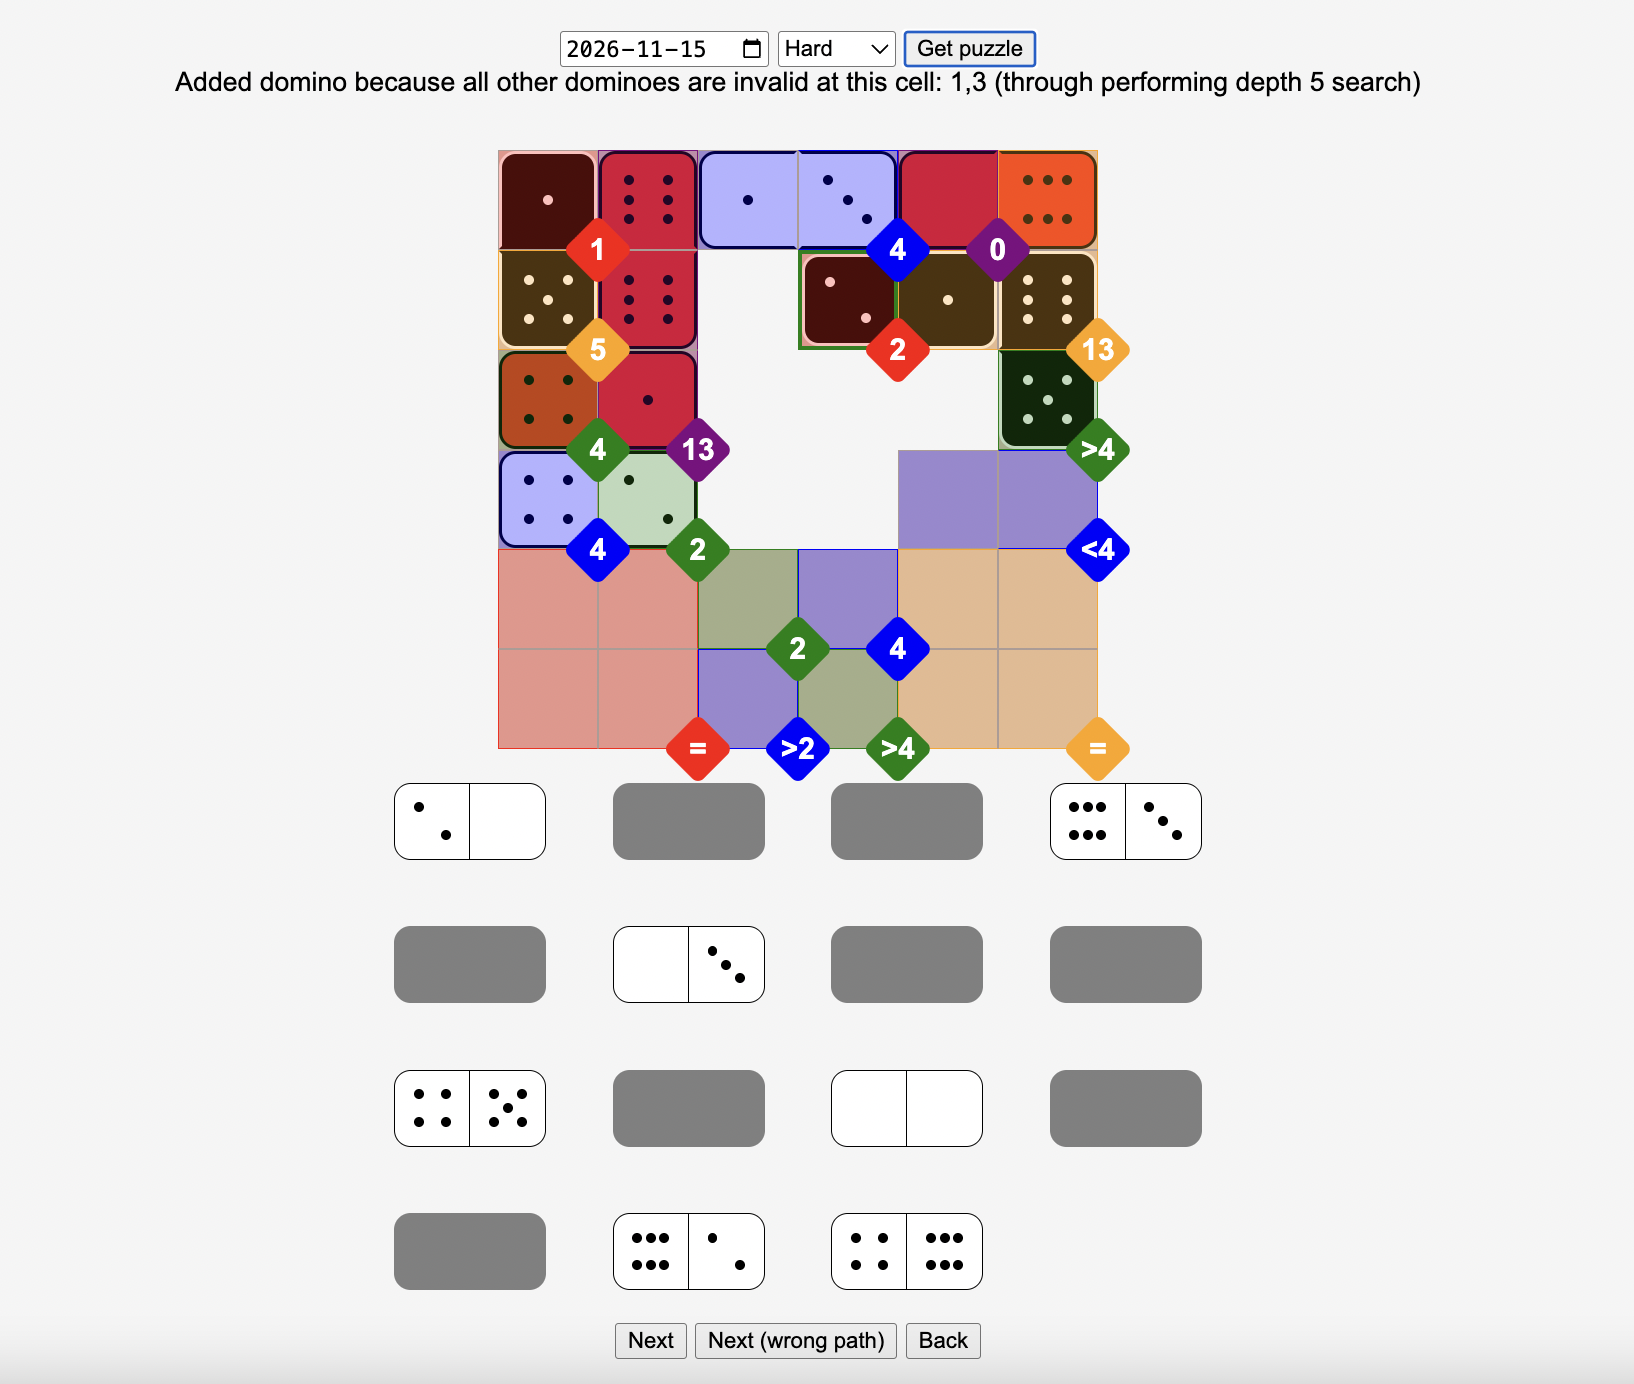 2026-11-15 Hard Get puzzle
Added domino because all other dominoes are invalid at this cell: 1,3 (through performing depth 5 search)
1 4 0
5 2 13
4 13 >4
4 2 <4
2 4
= >2 >4 =
Next Next (wrong path) Back